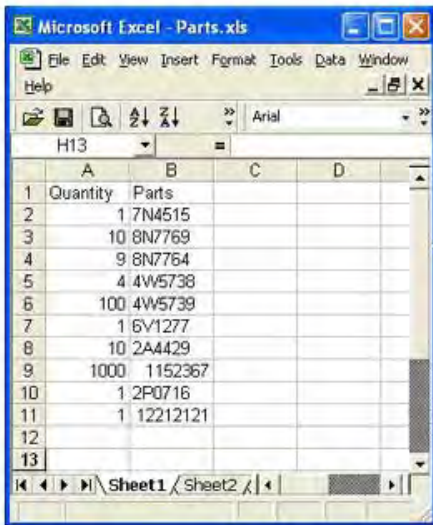 Microsoft Excel - Parts.xls
File Edit View Insert Format Tools Data Window
Help
Arial
H13 =
A B C D
1 Quantity Parts
2 1 7N4515
3 10 8N7769
4 9 8N7764
5 4 4W5738
6 100 4W5739
7 1 6V1277
8 10 2A4429
9 1000 1152367
10 1 2P0716
11 1 12212121
12
13
Sheet1 Sheet2